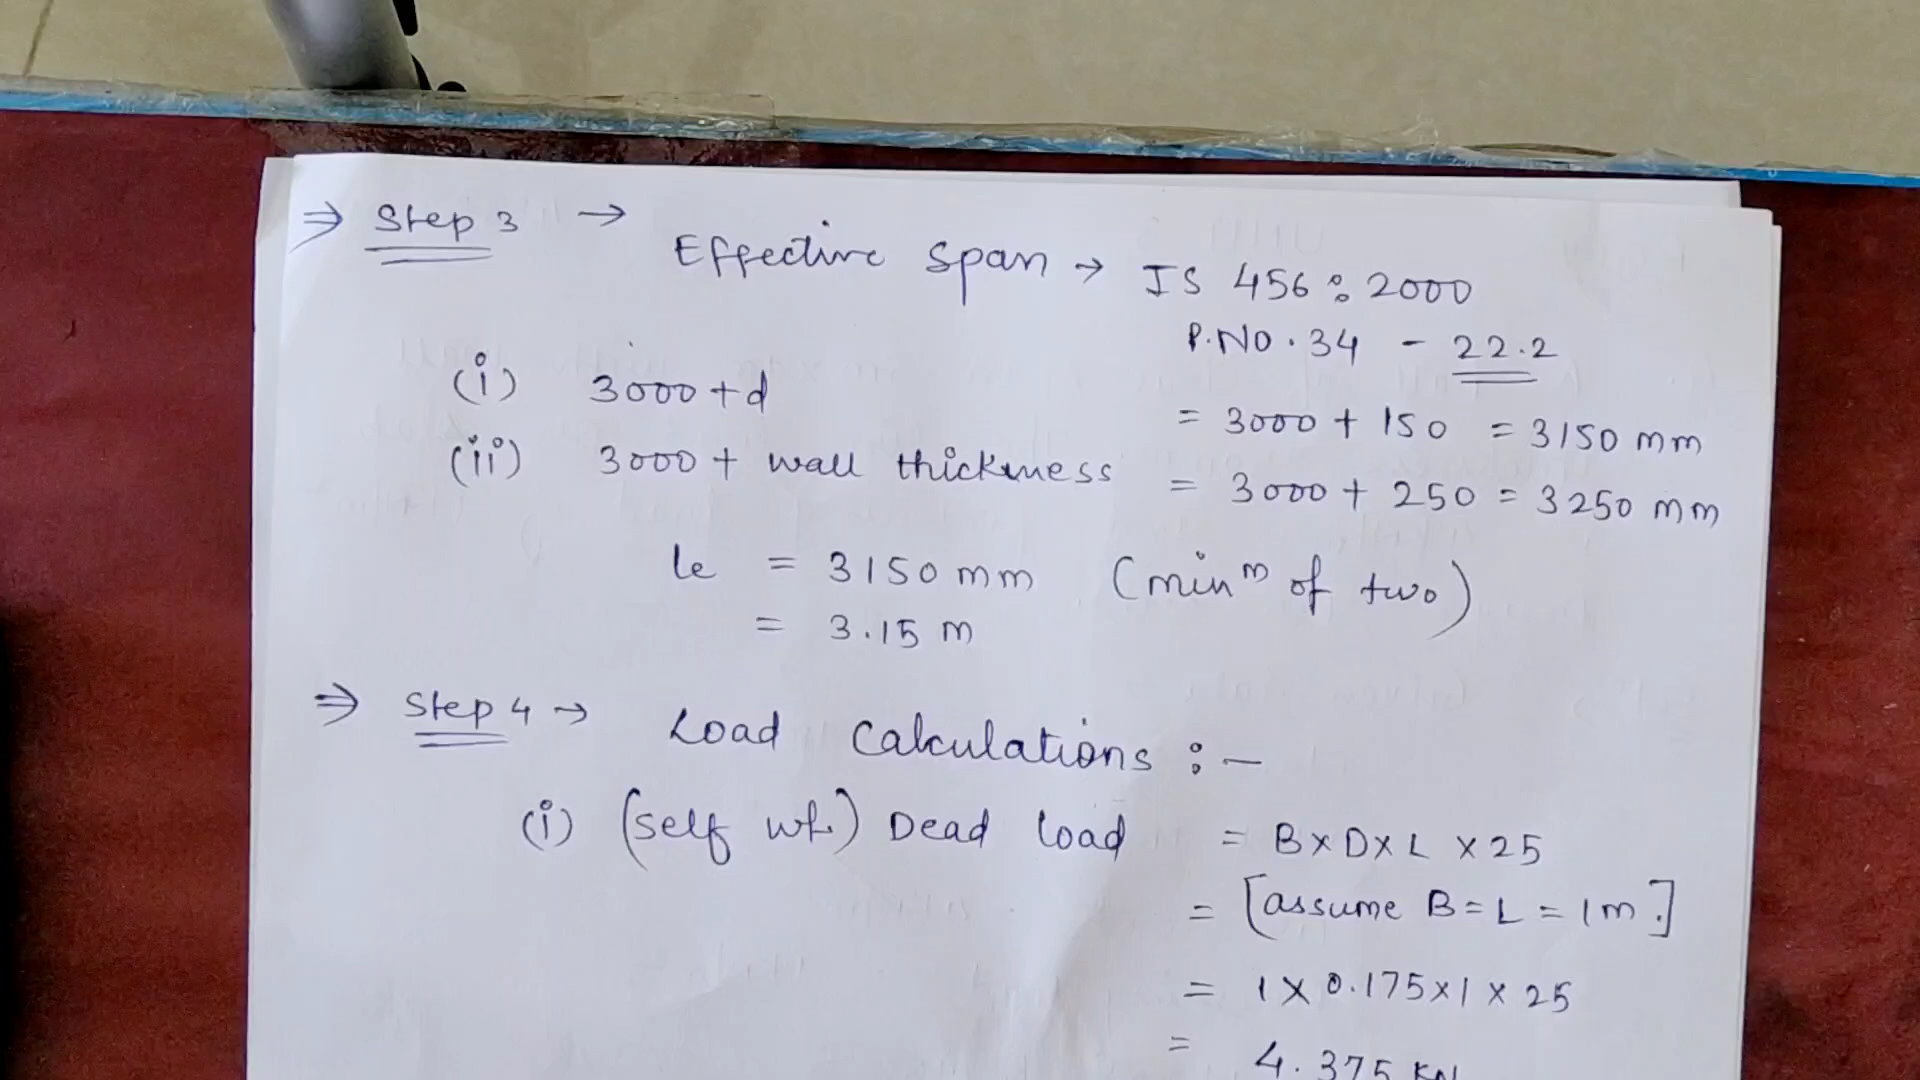 ⇒ Step 3 →
Effective span → IS 456 : 2000
P.NO. 34 - 22.2
(i) 3000 + d = 3000 + 150 = 3150 mm
(ii) 3000 + wall thickness = 3000 + 250 = 3250 mm
le = 3150 mm (minm of two)
= 3.15 m
⇒ Step 4 → Load Calculations :-
(i) (self wt.) Dead load = B x D x L x 25
= [assume B = L = 1m.]
= 1 x 0.175 x 1 x 25
= 4.375 KN